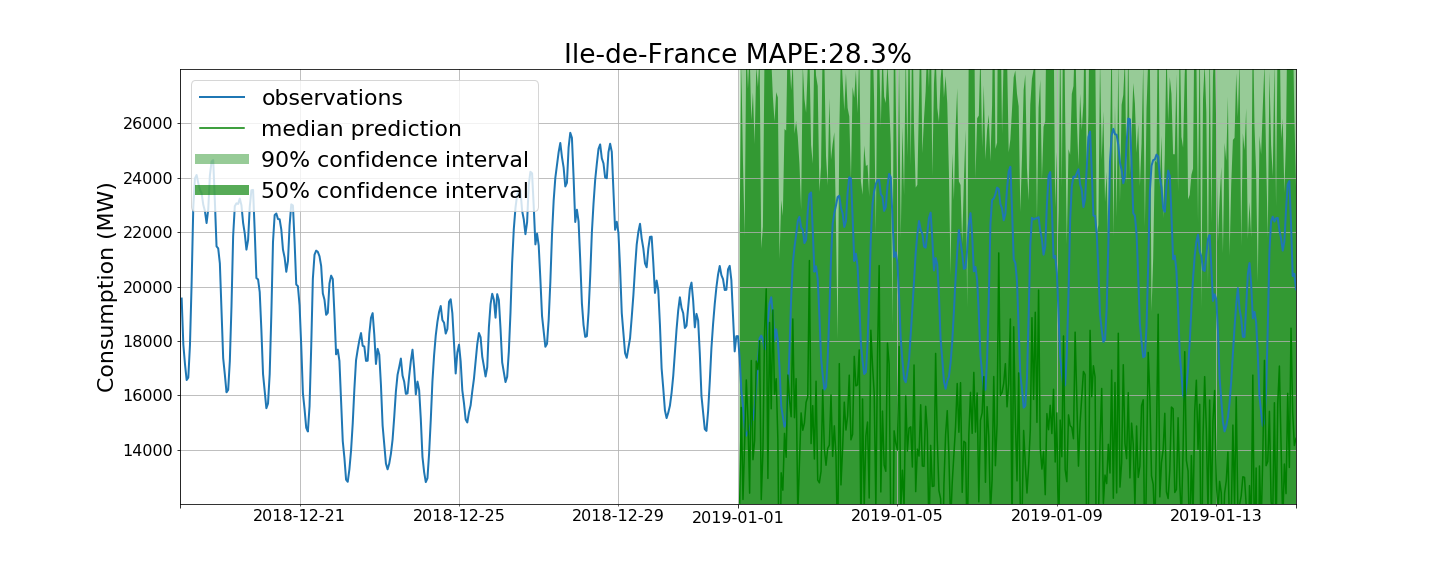 Ile-de-France MAPE:28.3%
observations
median prediction
90% confidence interval
50% confidence interval
Consumption (MW)
26000
24000
22000
20000
18000
16000
14000
2018-12-21
2018-12-25
2018-12-29
2019-01-01
2019-01-05
2019-01-09
2019-01-13